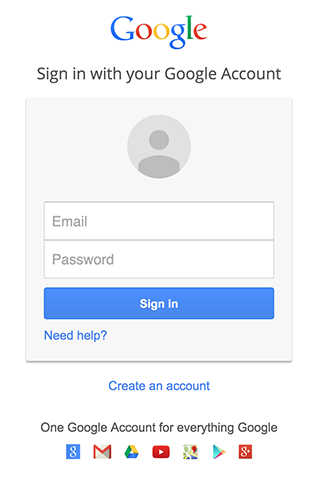 Google
Sign in with your Google Account
Email
Password
Sign in
Need help?
Create an account
One Google Account for everything Google